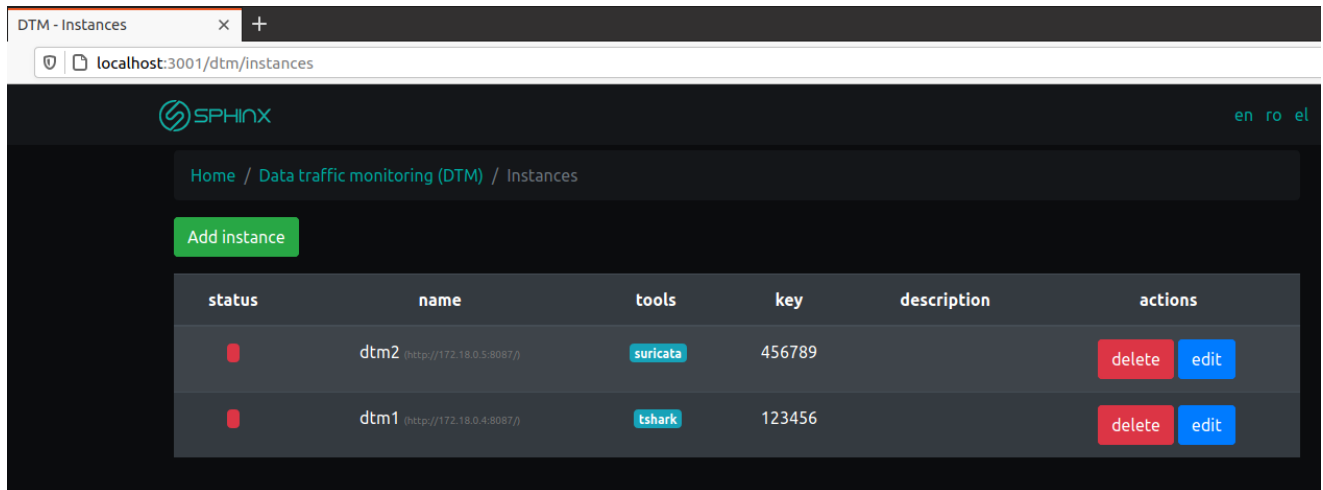 DTM - Instances
localhost:3001/dtm/instances
SPHINX
en ro el
Home / Data traffic monitoring (DTM) / Instances
Add instance
status name tools key description actions
dtm2 (http://172.18.0.5:8087/) suricata 456789 delete edit
dtm1 (http://172.18.0.4:8087/) tshark 123456 delete edit